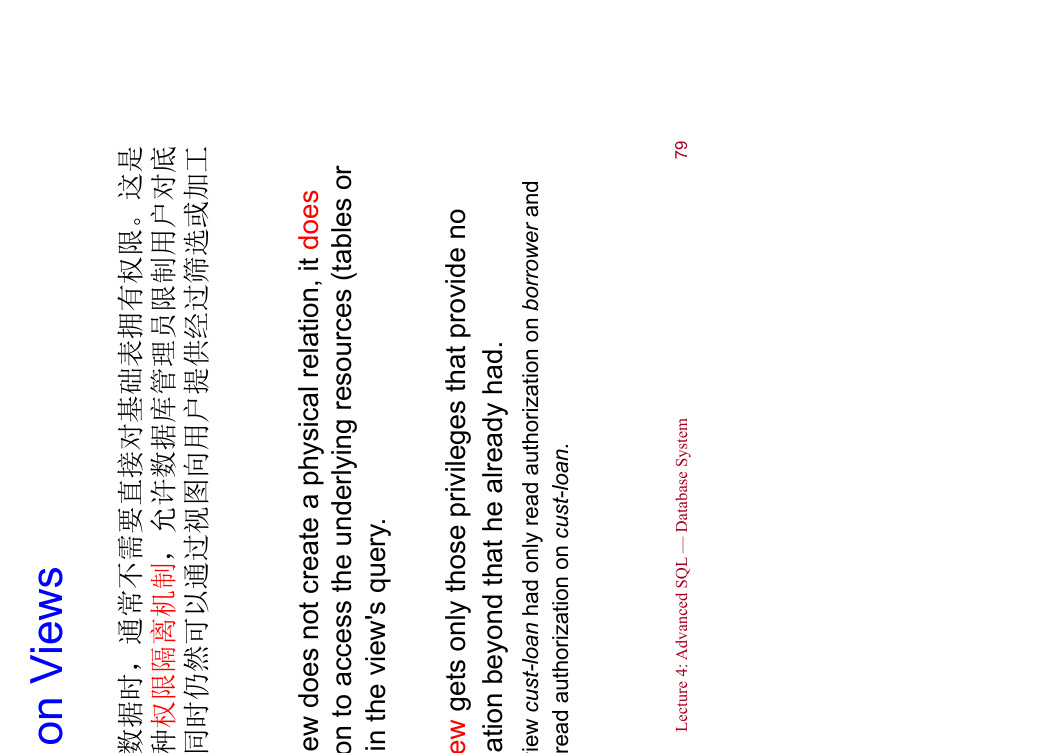 on Views
数据时，通常不需要直接对基础表拥有权限。这是
种权限隔离机制，允许数据库管理员限制用户对底
同时仍然可以通过视图向用户提供经过筛选或加工
ew does not create a physical relation, it does
on to access the underlying resources (tables or
in the view's query.
ew gets only those privileges that provide no
ation beyond that he already had.
iew cust-loan had only read authorization on borrower and
read authorization on cust-loan.
Lecture 4: Advanced SQL — Database System
79